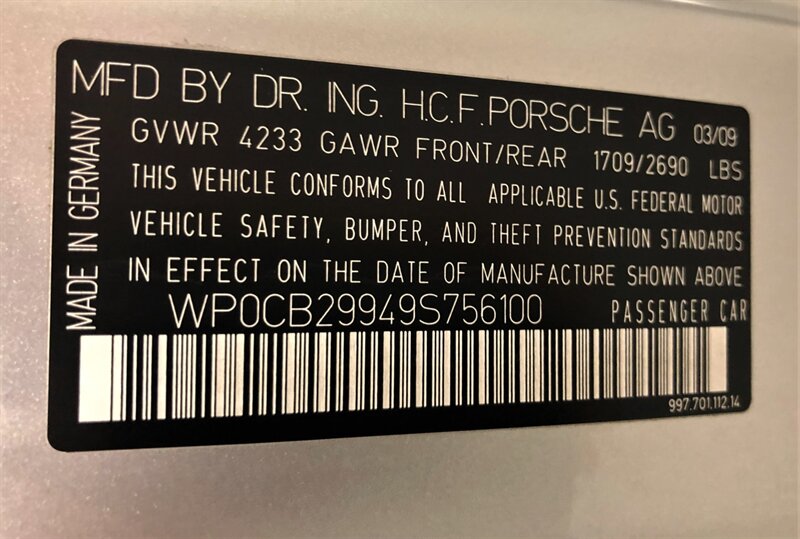 MFD BY DR. ING. H.C.F.PORSCHE AG 03/09
GVWR 4233 GAWR FRONT/REAR 1709/2690 LBS
THIS VEHICLE CONFORMS TO ALL APPLICABLE U.S. FEDERAL MOTOR
VEHICLE SAFETY, BUMPER, AND THEFT PREVENTION STANDARDS
IN EFFECT ON THE DATE OF MANUFACTURE SHOWN ABOVE
WP0CB29949S756100 PASSENGER CAR
997.701.112.14
MADE IN GERMANY